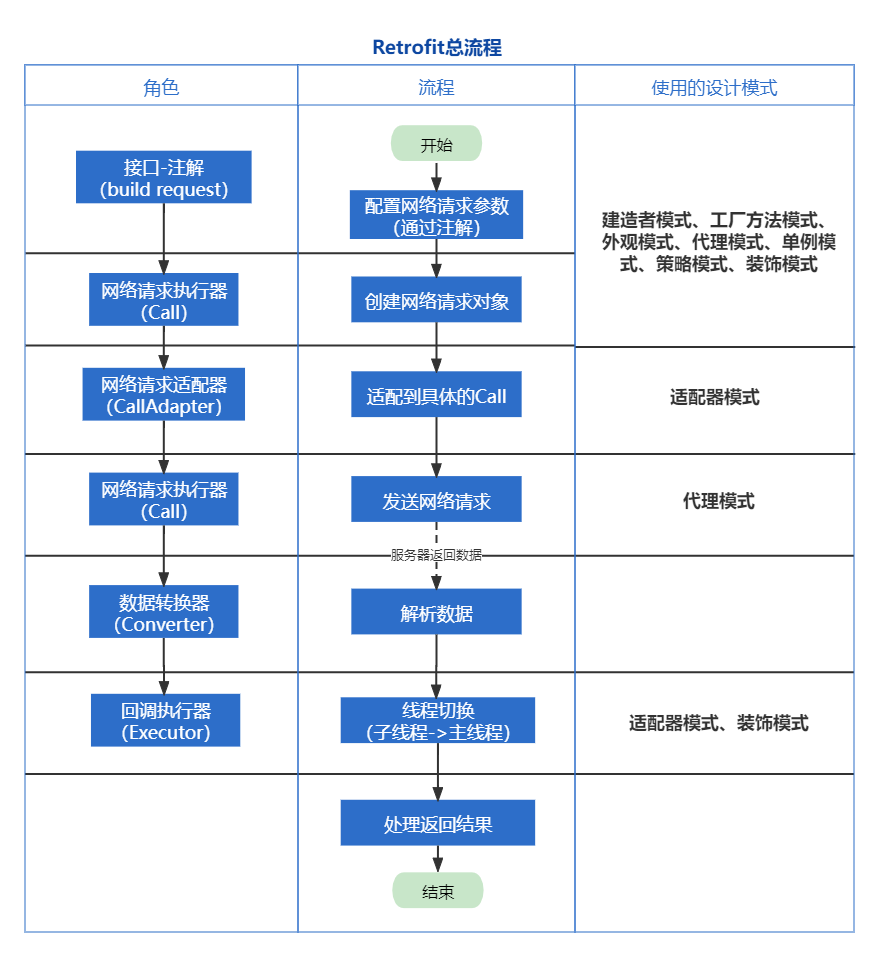 Retrofit总流程
角色
流程
使用的设计模式
开始
接口-注解
（build request）
配置网络请求参数
（通过注解）
建造者模式、工厂方法模式、
外观模式、代理模式、单例模
式、策略模式、装饰模式
网络请求执行器
（Call）
创建网络请求对象
网络请求适配器
（CallAdapter）
适配到具体的Call
适配器模式
网络请求执行器
（Call）
发送网络请求
代理模式
服务器返回数据
数据转换器
（Converter）
解析数据
回调执行器
（Executor）
线程切换
（子线程->主线程）
适配器模式、装饰模式
处理返回结果
结束